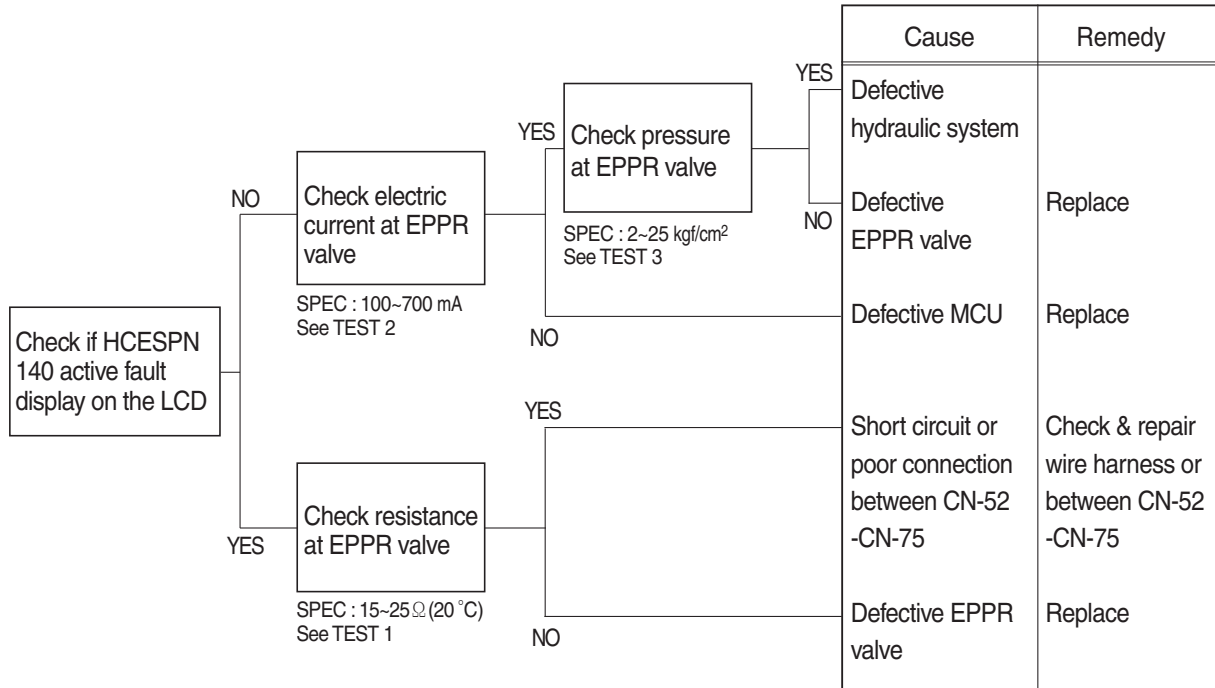 Cause
Remedy
YES
Defective
hydraulic system
YES
Check pressure
at EPPR valve
NO
Check electric
current at EPPR
valve
NO
Defective
EPPR valve
Replace
SPEC : 2~25 kgf/cm²
See TEST 3
SPEC : 100~700 mA
See TEST 2
NO
Defective MCU
Replace
Check if HCESPN
140 active fault
display on the LCD
YES
Short circuit or
poor connection
between CN-52
-CN-75
Check & repair
wire harness or
between CN-52
-CN-75
YES
Check resistance
at EPPR valve
SPEC : 15~25Ω (20 °C)
See TEST 1
NO
Defective EPPR
valve
Replace